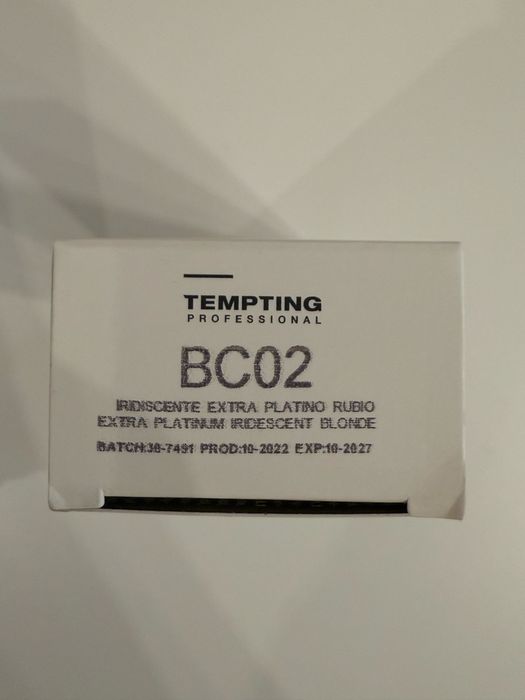 TEMPTING
PROFESSIONAL
BC02
IRIDISCENTE EXTRA PLATINO RUBIO
EXTRA PLATINUM IRIDESCENT BLONDE
BATCH:38-7491 PROD:10-2022 EXP:10-2027